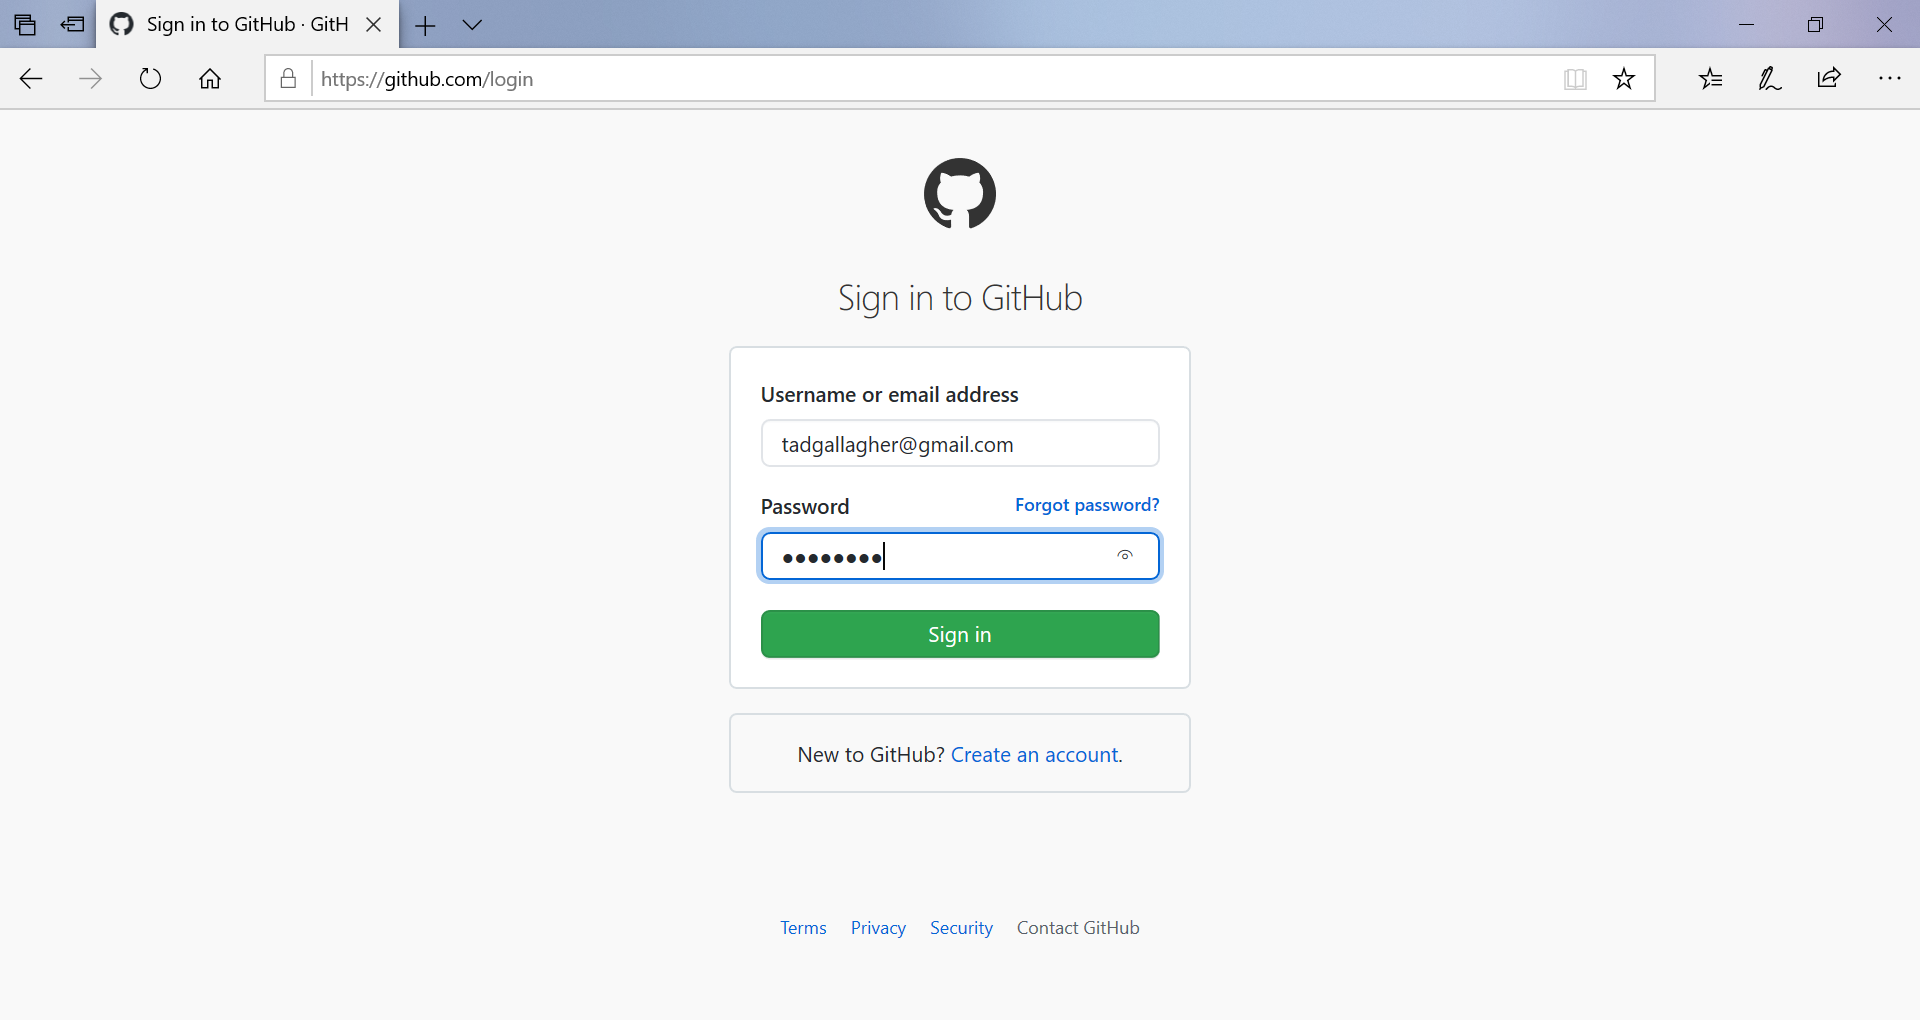 Sign in to GitHub · GitH
https://github.com/login
Sign in to GitHub
Username or email address
tadgallagher@gmail.com
Password Forgot password?
●●●●●●●●
Sign in
New to GitHub? Create an account.
Terms Privacy Security Contact GitHub